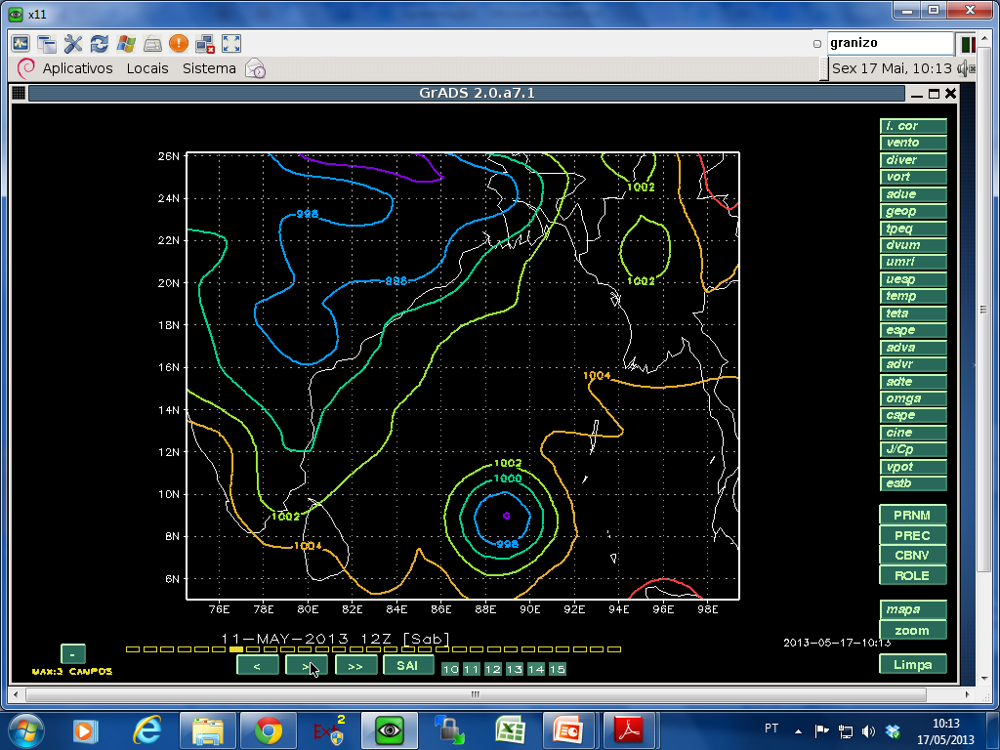 x11
granizo
Aplicativos Locais Sistema
Sex 17 Mai, 10:13
GrADS 2.0.a7.1
26N
24N
22N
20N
18N
16N
14N
12N
10N
8N
6N
76E 78E 80E 82E 84E 86E 88E 90E 92E 94E 96E 98E
998
998
1002
1002
1004
1002
1000
998
1002
1004
11-MAY-2013 12Z [Sab]
2013-05-17-10:13
-
MAX:3 CAMPOS
< > >> SAI 10 11 12 13 14 15
l. cor
vento
diver
vort
adue
geop
tpeq
dvum
umrl
uesp
temp
teta
espe
adva
advr
adte
omga
cape
cine
J/Cp
vpot
estb
PRNM
PREC
CBNV
ROLE
mapa
zoom
Limpa
Ext 2
PT
10:13
17/05/2013